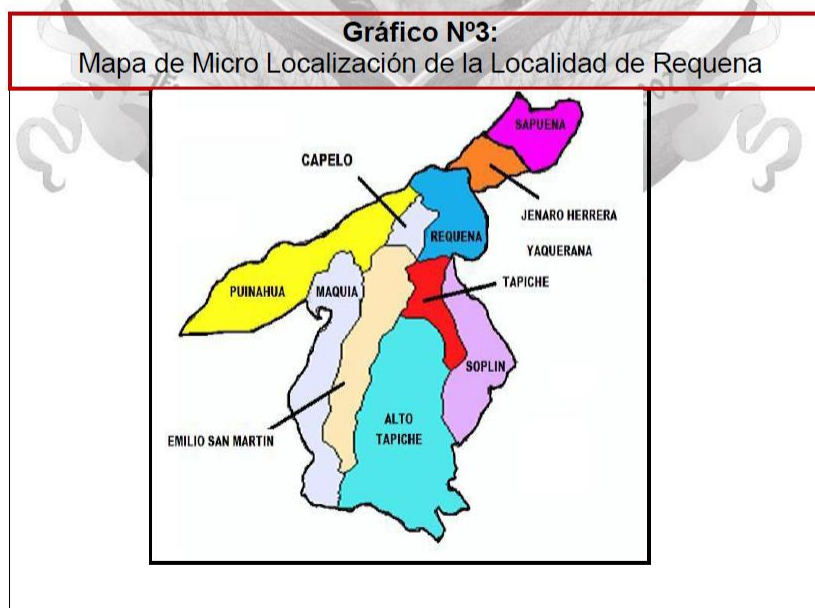 Gráfico Nº3:
Mapa de Micro Localización de la Localidad de Requena
SAPUENA
CAPELO
JENARO HERRERA
REQUENA
YAQUERANA
TAPICHE
PUINAHUA
MAQUIA
SOPLIN
ALTO
TAPICHE
EMILIO SAN MARTIN